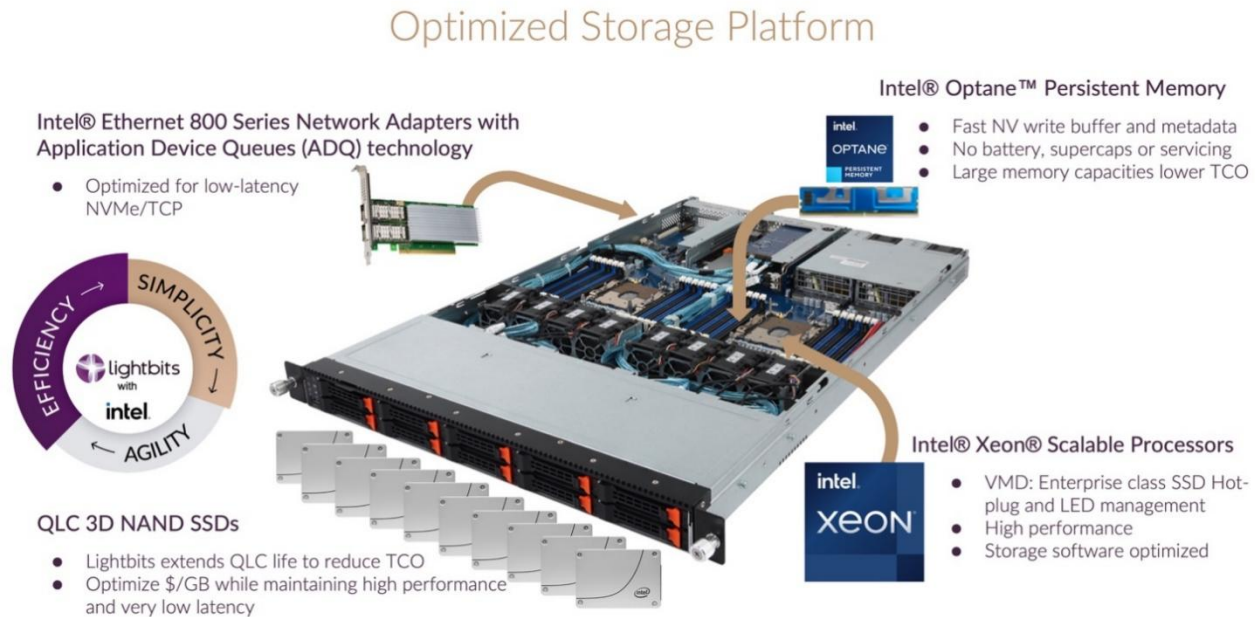 Optimized Storage Platform
Intel® Ethernet 800 Series Network Adapters with
Application Device Queues (ADQ) technology
● Optimized for low-latency
NVMe/TCP
Intel® Optane™ Persistent Memory
intel.
OPTANE
PERSISTENT
MEMORY
● Fast NV write buffer and metadata
● No battery, supercaps or servicing
● Large memory capacities lower TCO
EFFICIENCY →
SIMPLICITY →
← AGILITY
lightbits
with
intel.
QLC 3D NAND SSDs
● Lightbits extends QLC life to reduce TCO
● Optimize $/GB while maintaining high performance
and very low latency
intel
Intel® Xeon® Scalable Processors
intel.
xeon
● VMD: Enterprise class SSD Hot-
plug and LED management
● High performance
● Storage software optimized